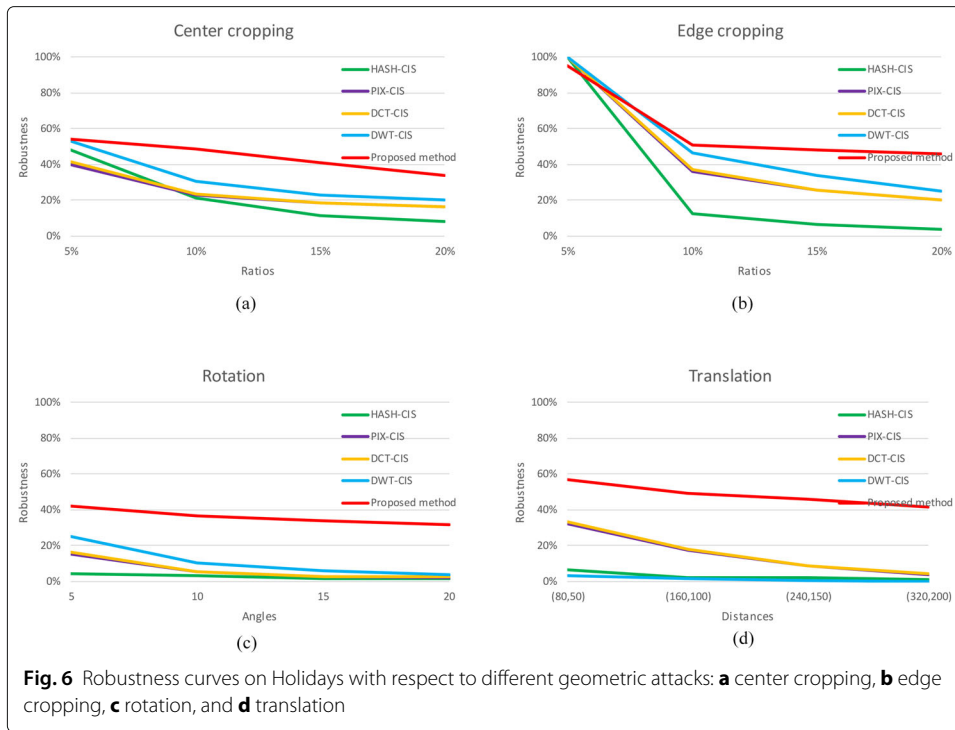 Center cropping
100%
80%
60%
40%
20%
0%
Robustness
5%
10%
15%
20%
Ratios
HASH-CIS
PIX-CIS
DCT-CIS
DWT-CIS
Proposed method
(a)
Edge cropping
100%
80%
60%
40%
20%
0%
Robustness
5%
10%
15%
20%
Ratios
HASH-CIS
PIX-CIS
DCT-CIS
DWT-CIS
Proposed method
(b)
Rotation
100%
80%
60%
40%
20%
0%
Robustness
5
10
15
20
Angles
HASH-CIS
PIX-CIS
DCT-CIS
DWT-CIS
Proposed method
(c)
Translation
100%
80%
60%
40%
20%
0%
Robustness
(80,50)
(160,100)
(240,150)
(320,200)
Distances
HASH-CIS
PIX-CIS
DCT-CIS
DWT-CIS
Proposed method
(d)
Fig. 6 Robustness curves on Holidays with respect to different geometric attacks: a center cropping, b edge
cropping, c rotation, and d translation